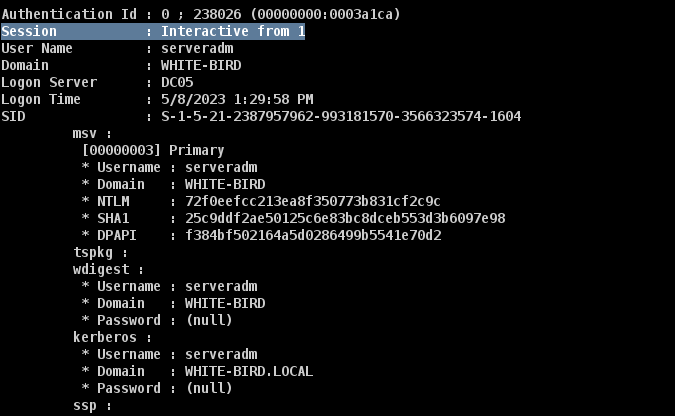 Authentication Id : 0 ; 238026 (00000000:0003a1ca)
Session : Interactive from 1
User Name : serveradm
Domain : WHITE-BIRD
Logon Server : DC05
Logon Time : 5/8/2023 1:29:58 PM
SID : S-1-5-21-2387957962-993181570-3566323574-1604
msv :
[00000003] Primary
* Username : serveradm
* Domain : WHITE-BIRD
* NTLM : 72f0eefcc213ea8f350773b831cf2c9c
* SHA1 : 25c9ddf2ae50125c6e83bc8dceb553d3b6097e98
* DPAPI : f384bf502164a5d0286499b5541e70d2
tspkg :
wdigest :
* Username : serveradm
* Domain : WHITE-BIRD
* Password : (null)
kerberos :
* Username : serveradm
* Domain : WHITE-BIRD.LOCAL
* Password : (null)
ssp :